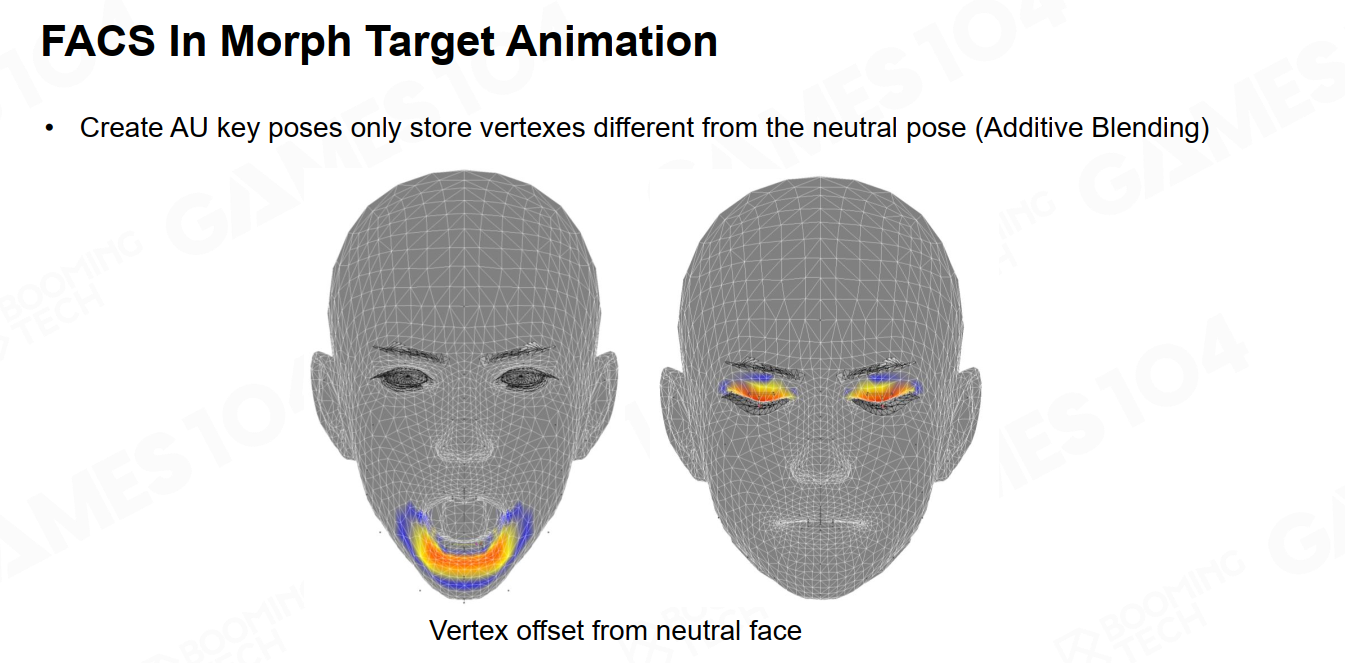 FACS In Morph Target Animation
• Create AU key poses only store vertexes different from the neutral pose (Additive Blending)
Vertex offset from neutral face
GAMES104
BOOMING
TECH